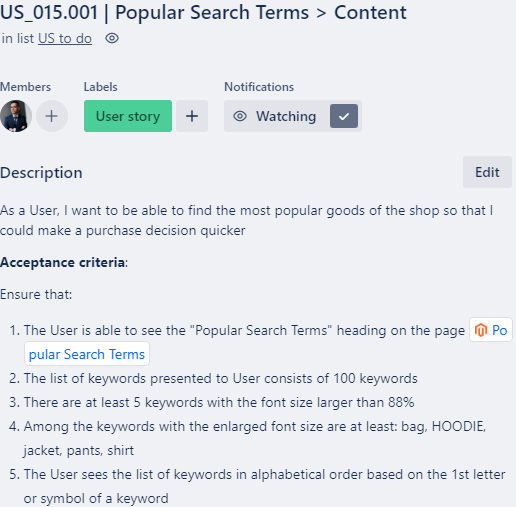 US_015.001 | Popular Search Terms > Content
in list US to do
Members
Labels
Notifications
User story
Watching
Description
Edit
As a User, I want to be able to find the most popular goods of the shop so that I
could make a purchase decision quicker
Acceptance criteria:
Ensure that:
1. The User is able to see the "Popular Search Terms" heading on the page Po
pular Search Terms
2. The list of keywords presented to User consists of 100 keywords
3. There are at least 5 keywords with the font size larger than 88%
4. Among the keywords with the enlarged font size are at least: bag, HOODIE,
jacket, pants, shirt
5. The User sees the list of keywords in alphabetical order based on the 1st letter
or symbol of a keyword